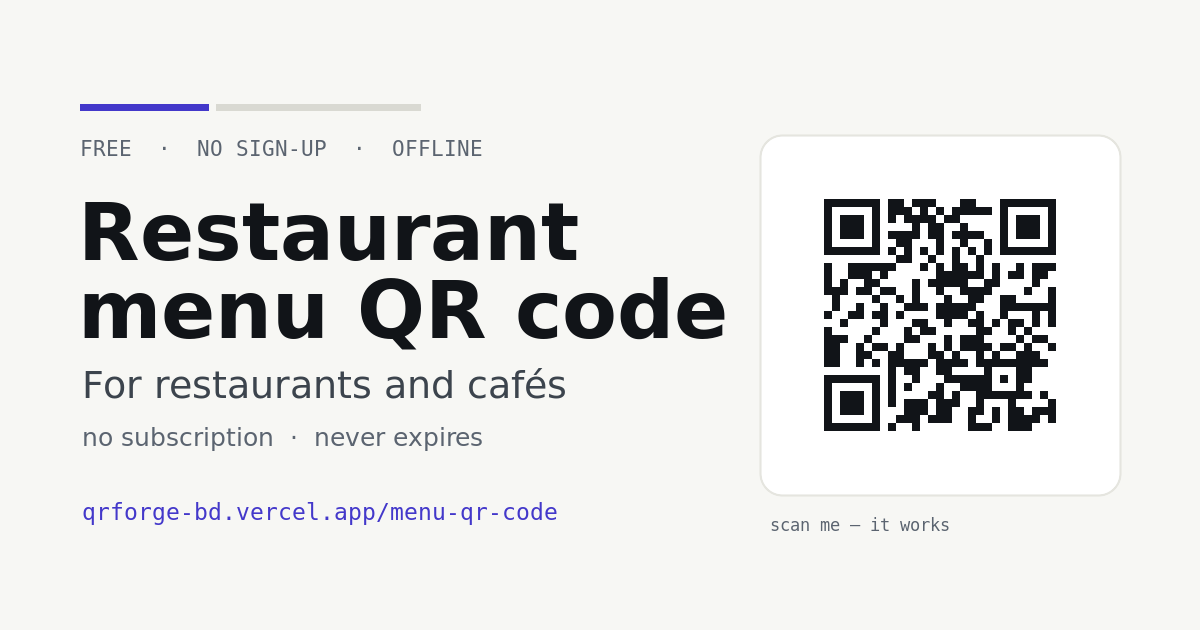 FREE · NO SIGN-UP · OFFLINE
Restaurant
menu QR code
For restaurants and cafés
no subscription · never expires
qrforge-bd.vercel.app/menu-qr-code
scan me — it works